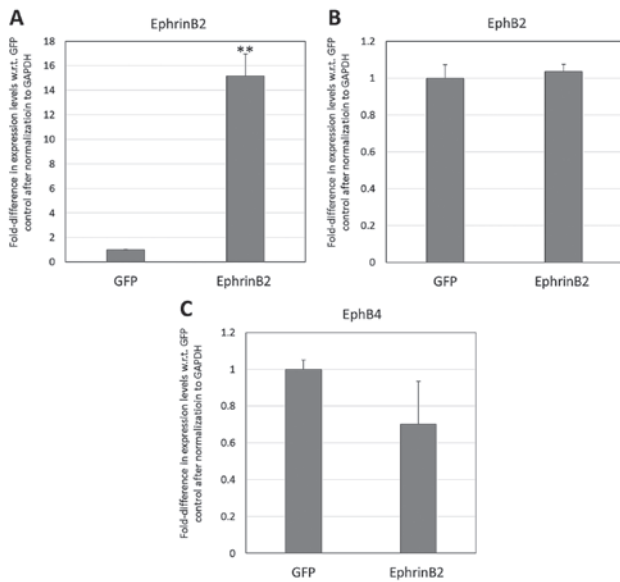 A
EphrinB2
Fold-difference in expression levels w.r.t. GFP
control after normalizatioin to GAPDH
18
16
14
12
10
8
6
4
2
0
**
GFP
EphrinB2
B
EphB2
Fold-difference in expression levels w.r.t. GFP
control after normalizatioin to GAPDH
1.2
1
0.8
0.6
0.4
0.2
0
GFP
EphrinB2
C
EphB4
Fold-difference in expression levels w.r.t. GFP
control after normalizatioin to GAPDH
1.2
1
0.8
0.6
0.4
0.2
0
GFP
EphrinB2